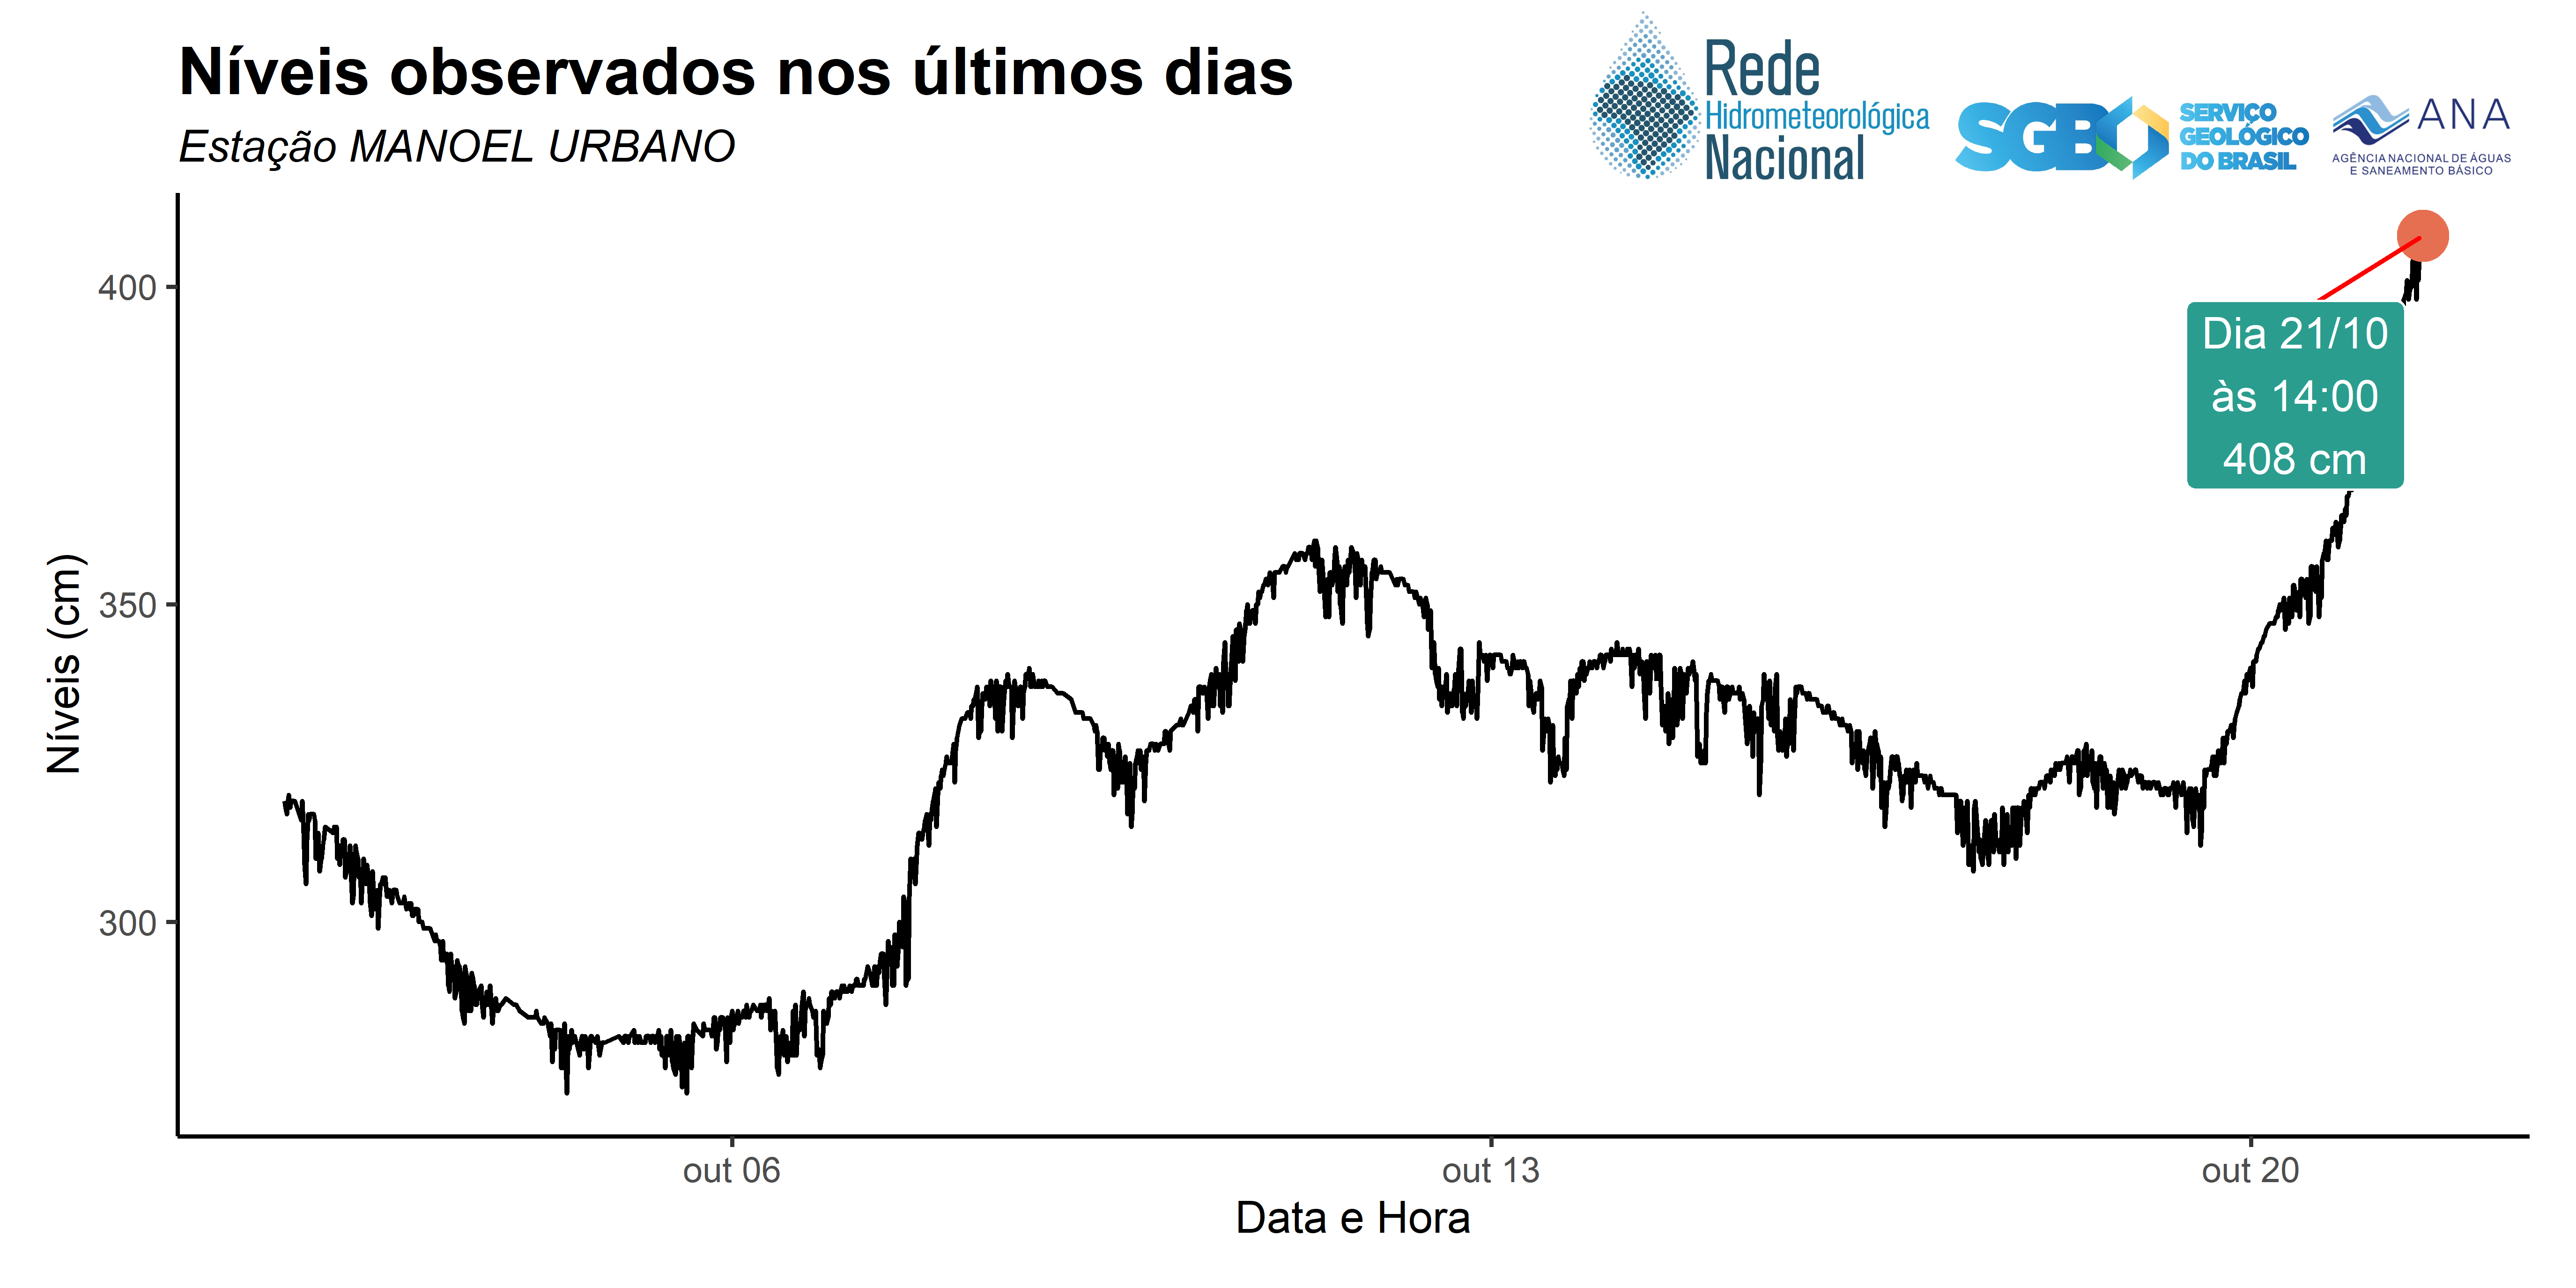 Níveis observados nos últimos dias
Estação MANOEL URBANO
Rede
Hidrometeorológica
Nacional
SGB
SERVIÇO
GEOLÓGICO
DO BRASIL
ANA
AGÊNCIA NACIONAL DE ÁGUAS
E SANEAMENTO BÁSICO
400
350
300
Níveis (cm)
Dia 21/10
às 14:00
408 cm
out 06
out 13
out 20
Data e Hora